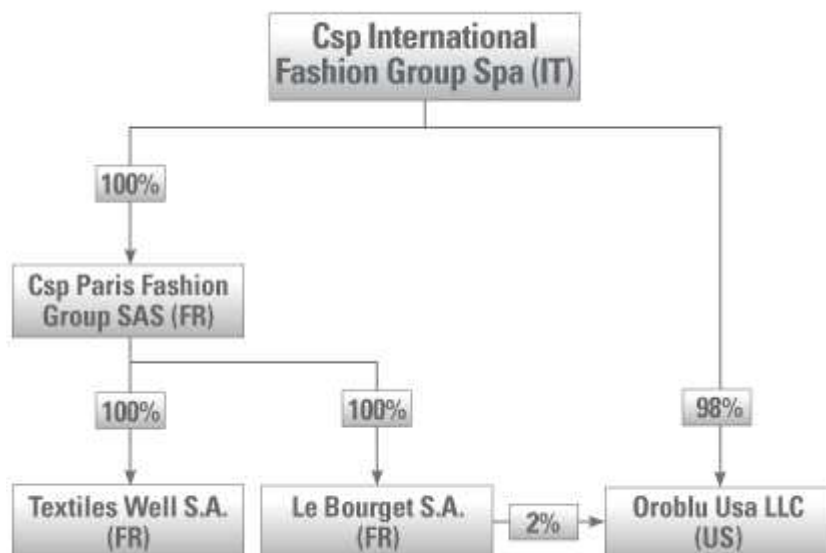 Csp International
Fashion Group Spa (IT)
100%
Csp Paris Fashion
Group SAS (FR)
100%
100%
98%
Textiles Well S.A.
(FR)
Le Bourget S.A.
(FR)
2%
Oroblu Usa LLC
(US)